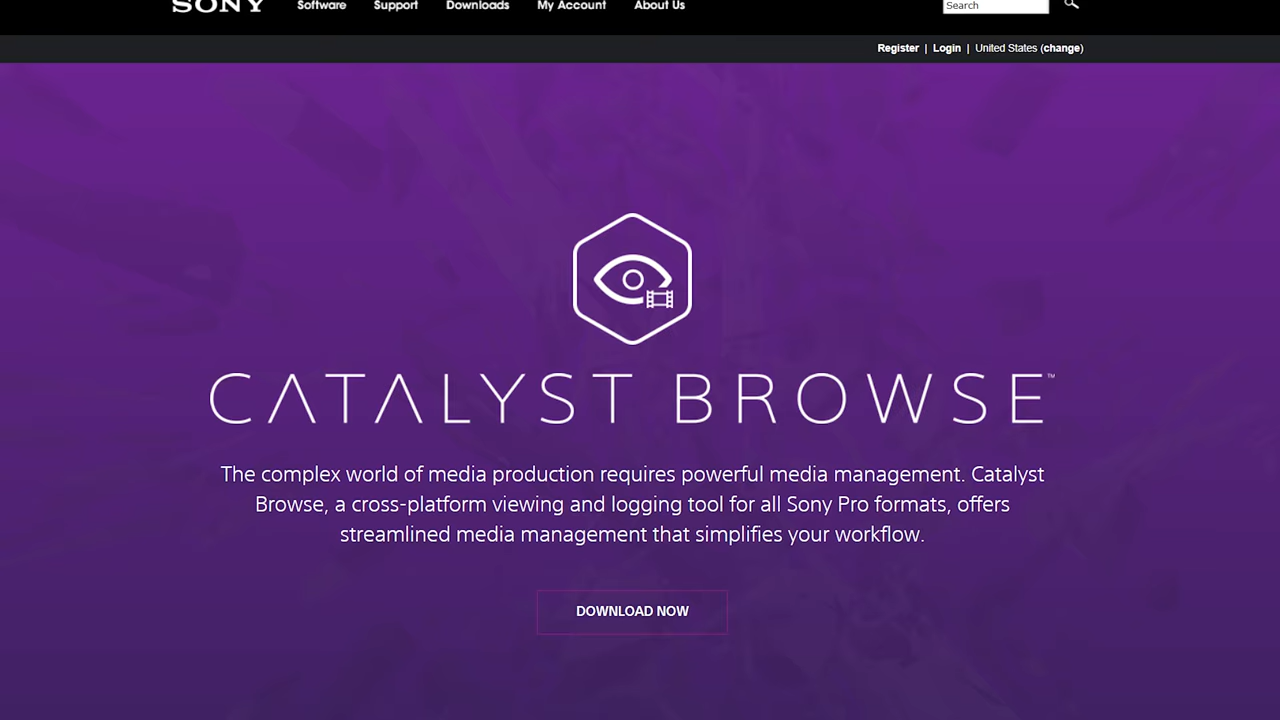 SONY Software Support Downloads My Account About Us Search
Register | Login | United States (change)
CATALYST BROWSE™
The complex world of media production requires powerful media management. Catalyst
Browse, a cross-platform viewing and logging tool for all Sony Pro formats, offers
streamlined media management that simplifies your workflow.
DOWNLOAD NOW